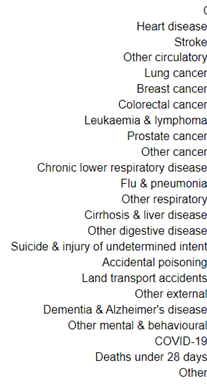 Heart disease
Stroke
Other circulatory
Lung cancer
Breast cancer
Colorectal cancer
Leukaemia & lymphoma
Prostate cancer
Other cancer
Chronic lower respiratory disease
Flu & pneumonia
Other respiratory
Cirrhosis & liver disease
Other digestive disease
Suicide & injury of undetermined intent
Accidental poisoning
Land transport accidents
Other external
Dementia & Alzheimer's disease
Other mental & behavioural
COVID-19
Deaths under 28 days
Other